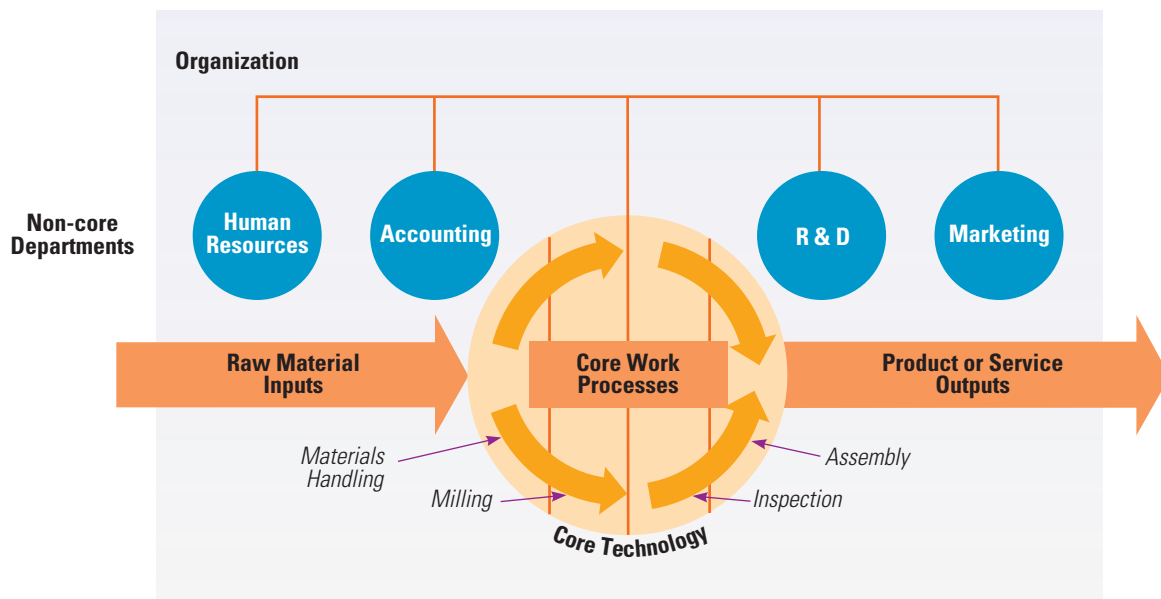 Organization
Non-core
Departments
Human
Resources
Accounting
R & D
Marketing
Raw Material
Inputs
Core Work
Processes
Product or Service
Outputs
Materials
Handling
Milling
Assembly
Inspection
Core Technology